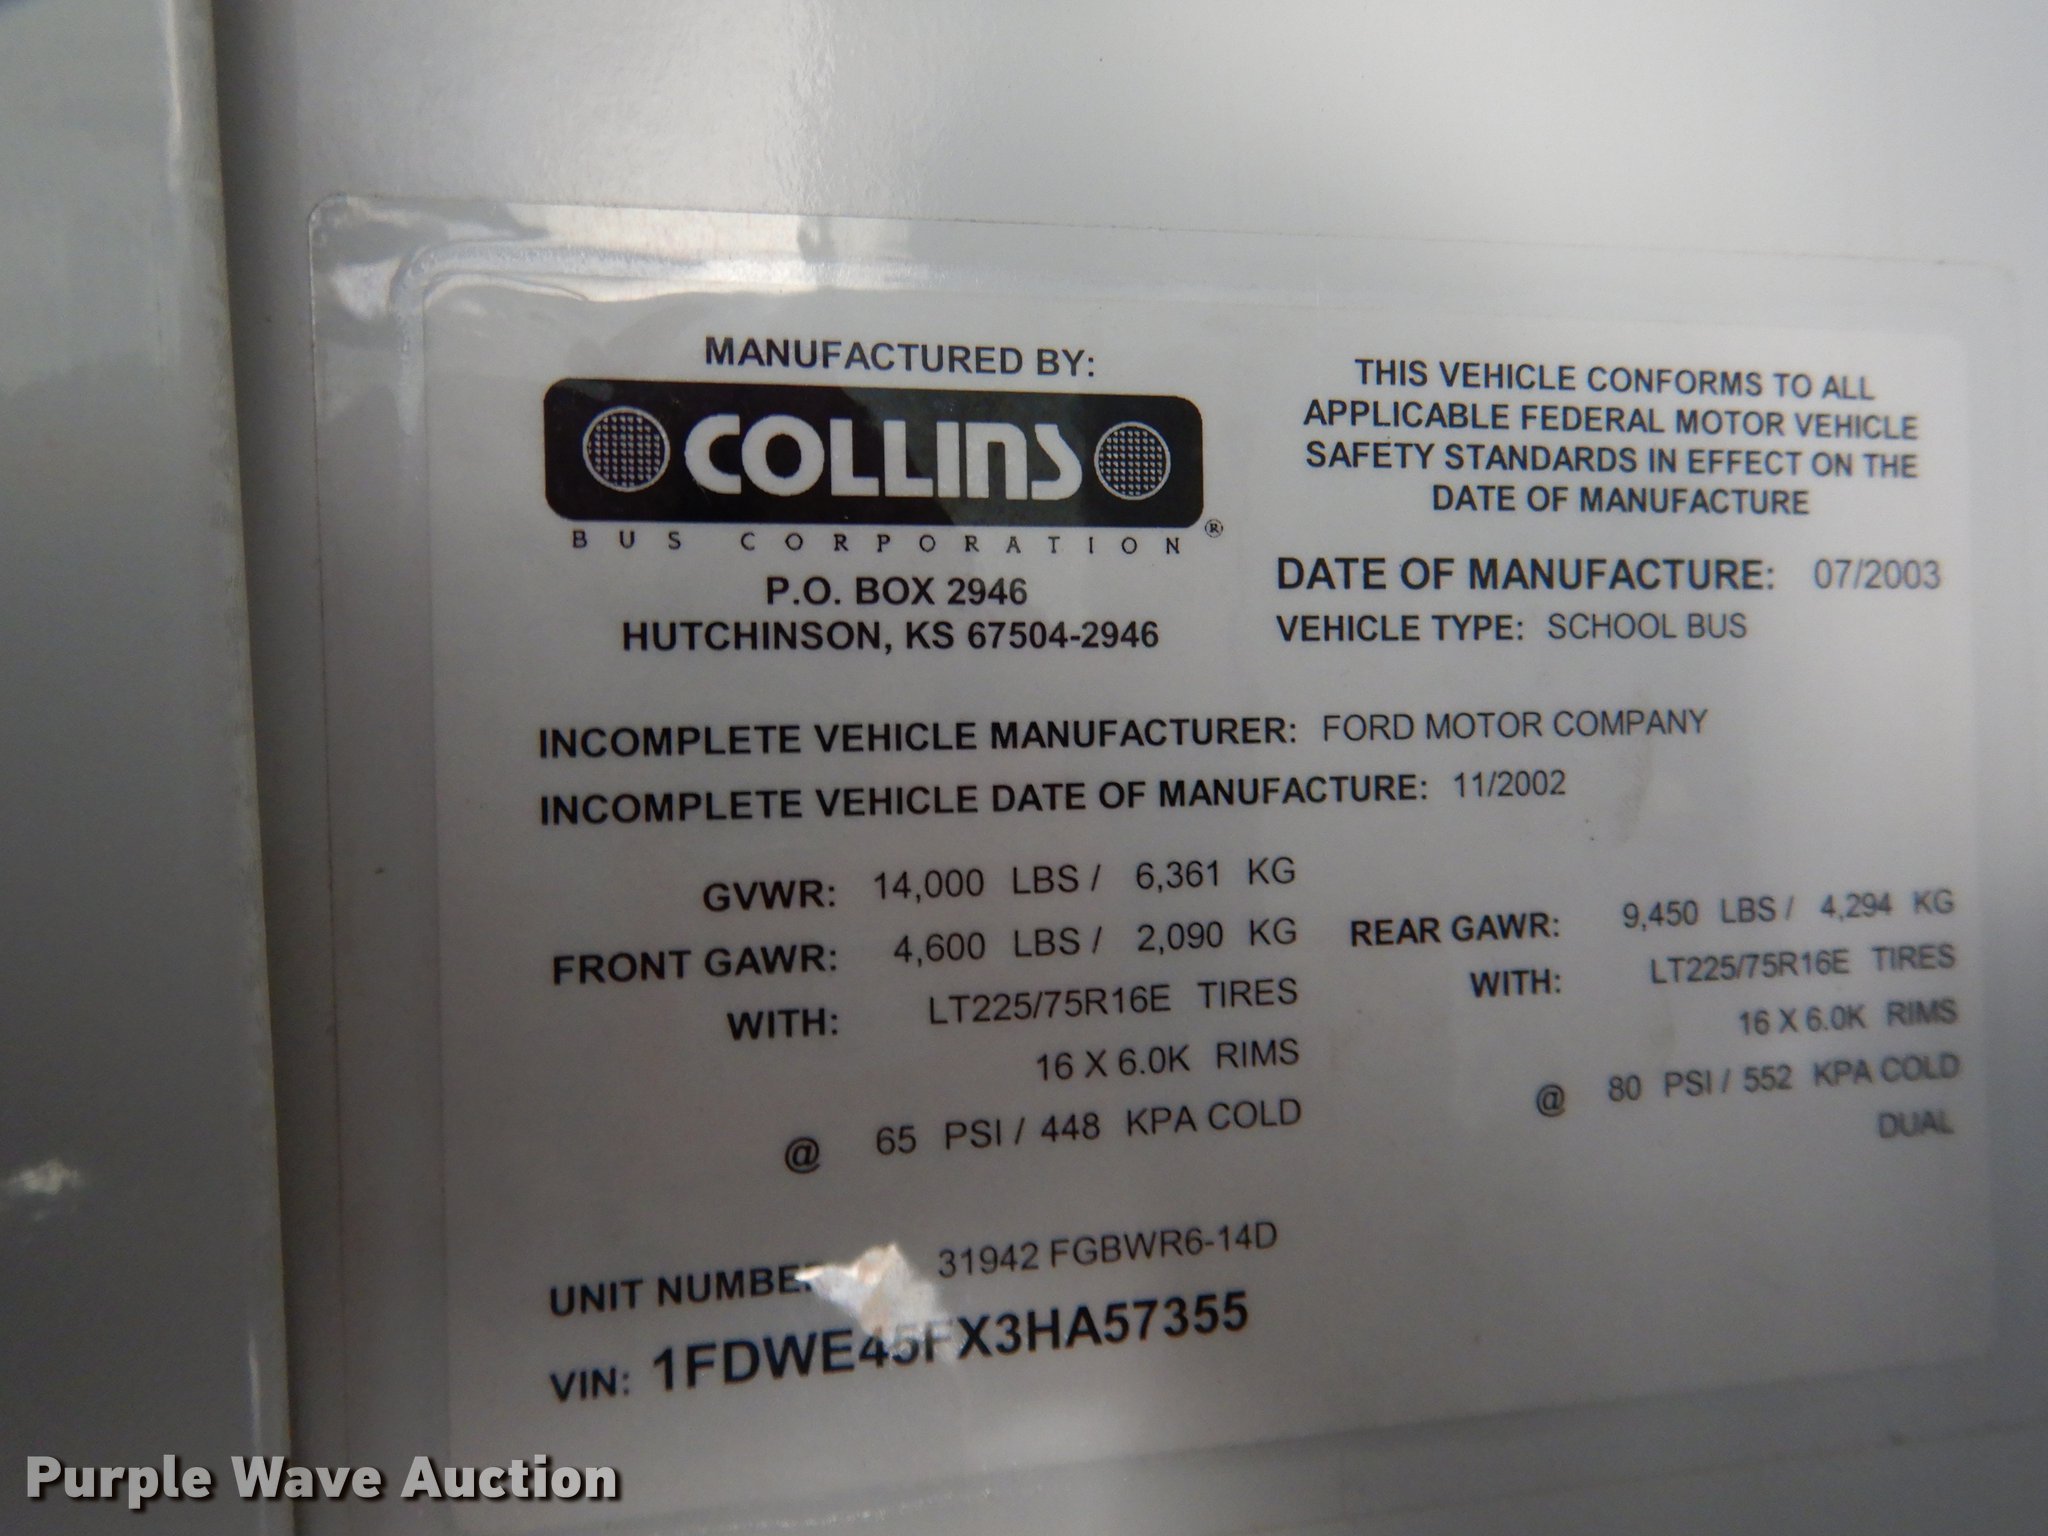 MANUFACTURED BY:
COLLINS
BUS CORPORATION ®
P.O. BOX 2946
HUTCHINSON, KS 67504-2946
THIS VEHICLE CONFORMS TO ALL
APPLICABLE FEDERAL MOTOR VEHICLE
SAFETY STANDARDS IN EFFECT ON THE
DATE OF MANUFACTURE
DATE OF MANUFACTURE: 07/2003
VEHICLE TYPE: SCHOOL BUS
INCOMPLETE VEHICLE MANUFACTURER: FORD MOTOR COMPANY
INCOMPLETE VEHICLE DATE OF MANUFACTURE: 11/2002
GVWR: 14,000 LBS / 6,361 KG
FRONT GAWR: 4,600 LBS / 2,090 KG
WITH: LT225/75R16E TIRES
16 X 6.0K RIMS
@ 65 PSI / 448 KPA COLD
REAR GAWR: 9,450 LBS / 4,294 KG
WITH: LT225/75R16E TIRES
16 X 6.0K RIMS
@ 80 PSI / 552 KPA COLD
DUAL
UNIT NUMBER 31942 FGBWR6-14D
VIN: 1FDWE45FX3HA57355
Purple Wave Auction